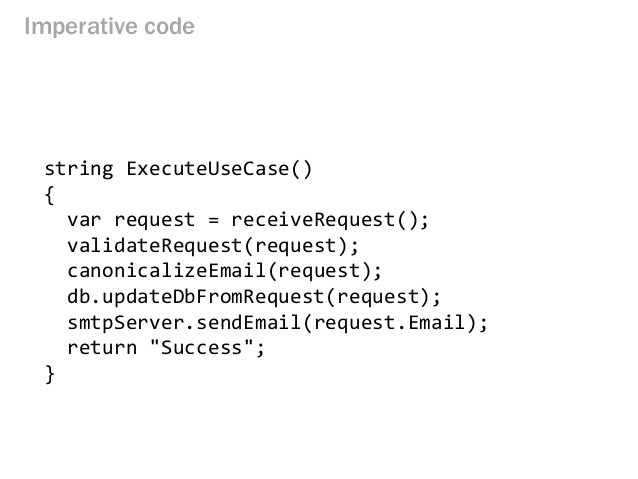 Imperative code
string ExecuteUseCase()
{
  var request = receiveRequest();
  validateRequest(request);
  canonicalizeEmail(request);
  db.updateDbFromRequest(request);
  smtpServer.sendEmail(request.Email);
  return "Success";
}